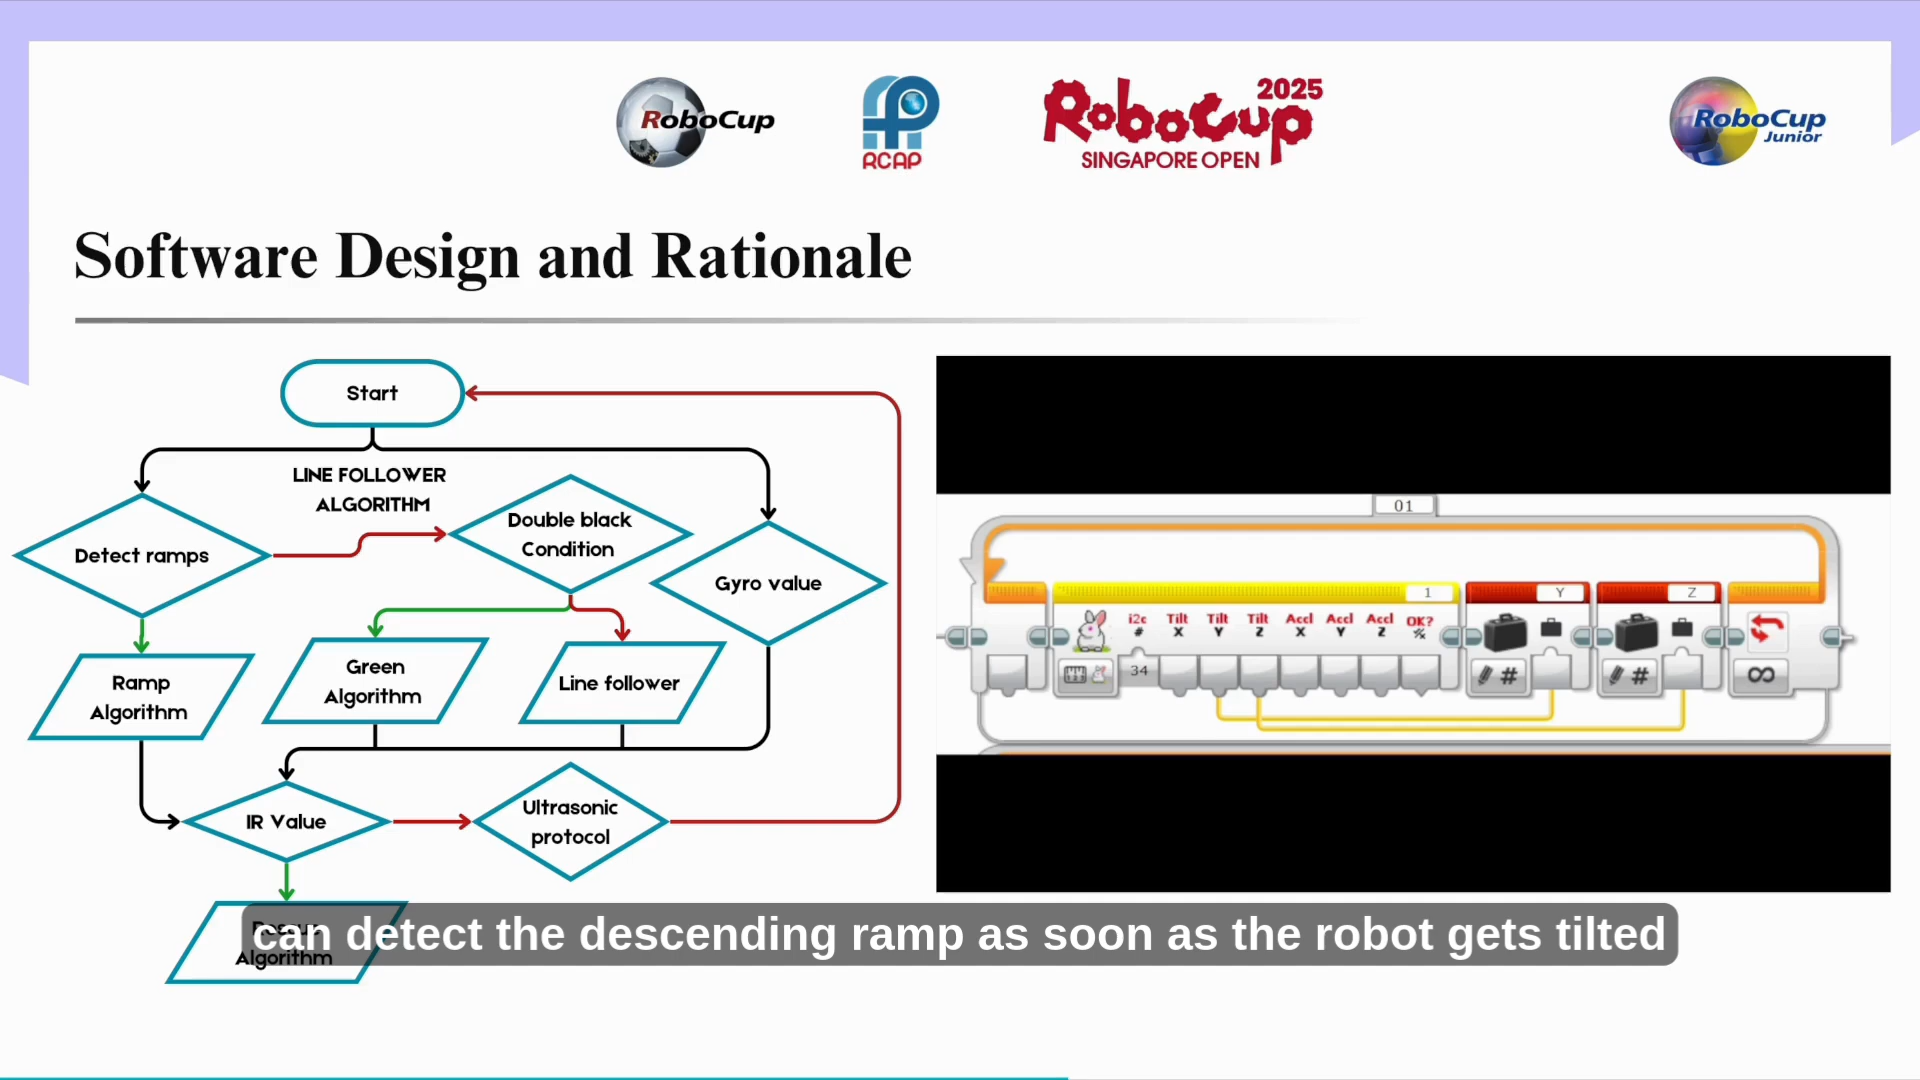 RoboCup
RCAP
RoboCup
2025
SINGAPORE OPEN
RoboCup
Junior
Software Design and Rationale
Start
LINE FOLLOWER
ALGORITHM
Double black
Condition
Detect ramps
Gyro value
Green
Algorithm
Ramp
Algorithm
Line follower
IR Value
Ultrasonic
protocol
Algorithm
01
1
Y
Z
i2c
#
Tilt
X
Tilt
Y
Tilt
Z
Accl
X
Accl
Y
Accl
Z
OK?
34
#
#
∞
can detect the descending ramp as soon as the robot gets tilted